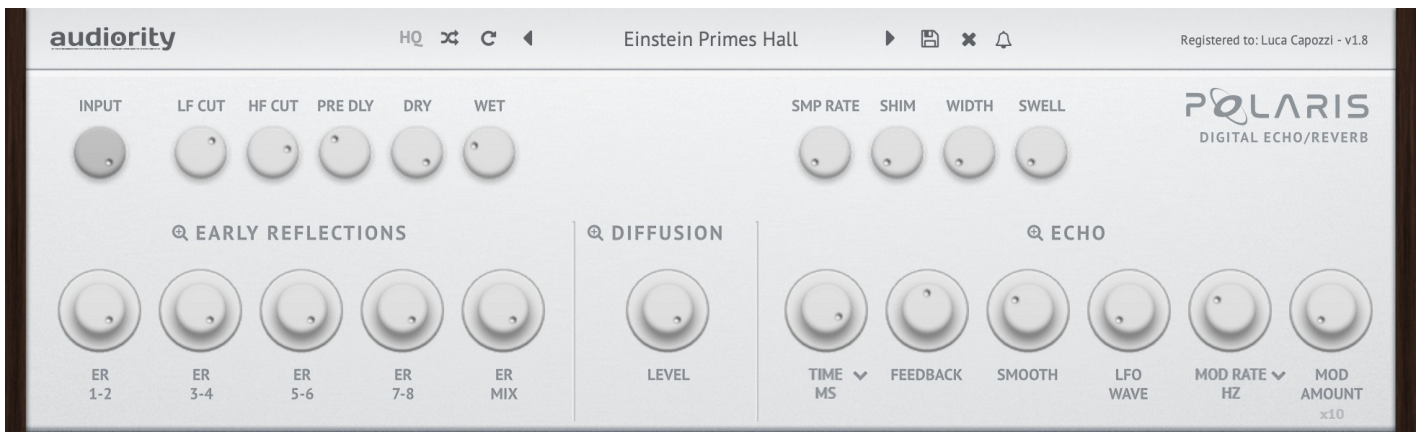 audiority
HQ
Einstein Primes Hall
Registered to: Luca Capozzi - v1.8
INPUT
LF CUT
HF CUT
PRE DLY
DRY
WET
SMP RATE
SHIM
WIDTH
SWELL
POLARIS
DIGITAL ECHO/REVERB
EARLY REFLECTIONS
DIFFUSION
ECHO
ER
1-2
ER
3-4
ER
5-6
ER
7-8
ER
MIX
LEVEL
TIME
MS
FEEDBACK
SMOOTH
LFO
WAVE
MOD RATE
HZ
MOD
AMOUNT
x10